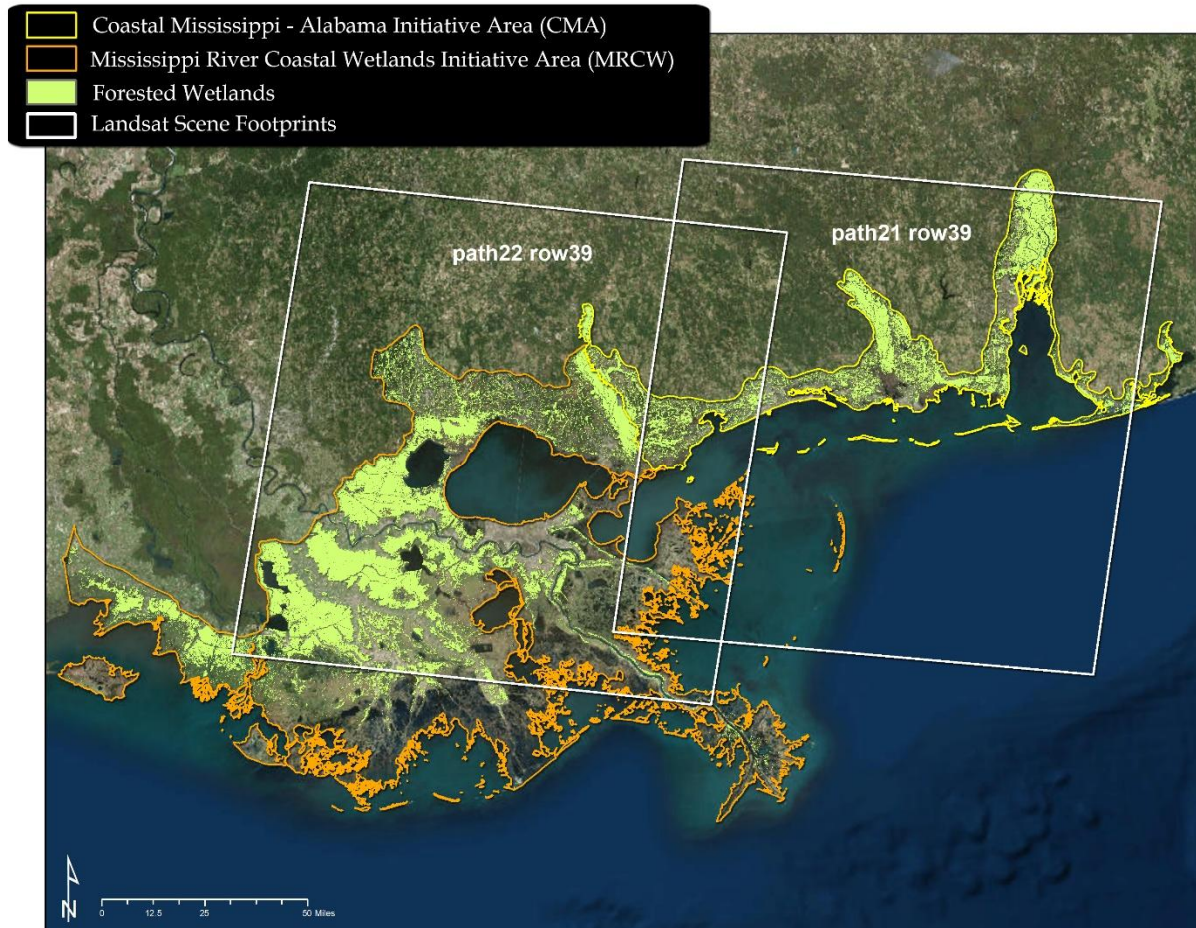 Coastal Mississippi - Alabama Initiative Area (CMA)
Mississippi River Coastal Wetlands Initiative Area (MRCW)
Forested Wetlands
Landsat Scene Footprints
path21 row39
path22 row39
N
0 12.5 25 50 Miles